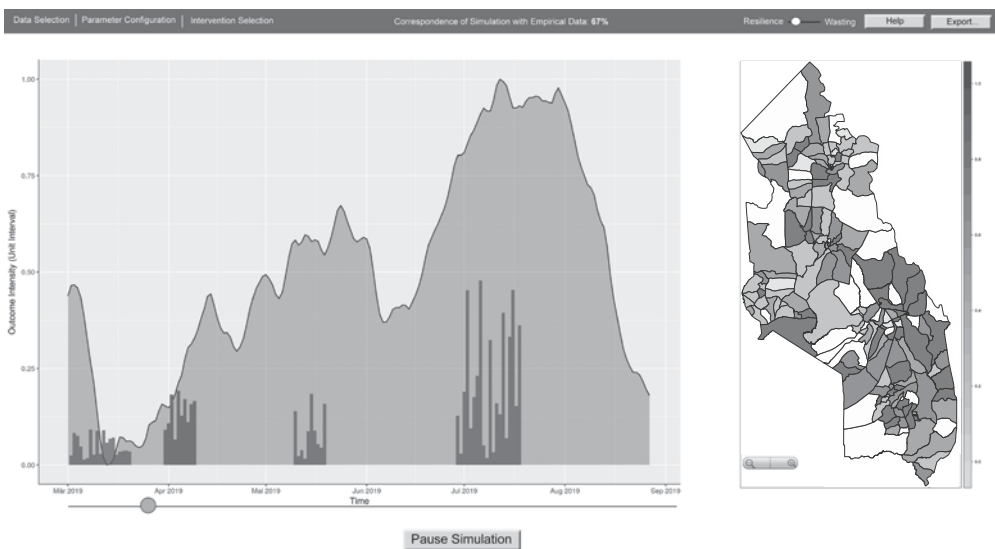 Data Selection | Parameter Configuration | Intervention Selection
Correspondence of Simulation with Empirical Data: 67%
Resilience
Wasting
Help
Export...
Outcome Intensity (Unit Interval)
1.00
0.75
0.50
0.25
0.00
Mär 2019
Apr 2019
Mai 2019
Jun 2019
Jul 2019
Aug 2019
Sep 2019
Time
Pause Simulation